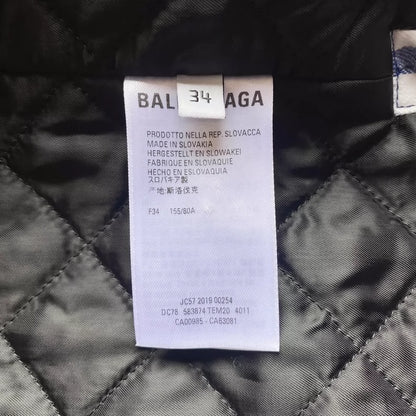 34
BAL AGA
PRODOTTO NELLA REP. SLOVACCA
MADE IN SLOVAKIA
HERGESTELLT EN SLOWAKEI
FABRIQUE EN SLOVAQUIE
HECHO EN ESLOVAQUIA
スロバキア製
产地:斯洛伐克
F34 155/80A
JC57 2019 00254
DC78 583874 TEM20 4011
CA00985 - CA63081